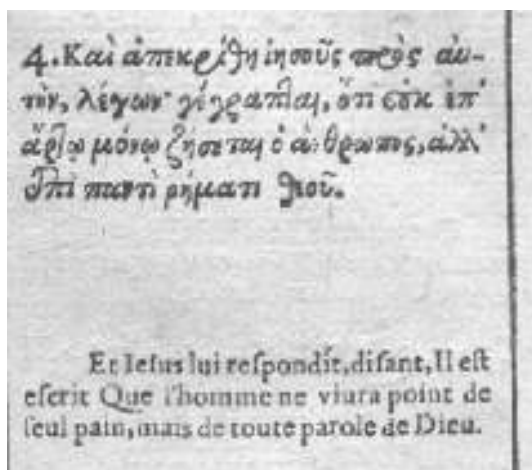 4. Καὶ ἀπεκρίθη ἰησοῦς πρὸς αὐ-
τὸν, λέγων· γέγραπται, ὅτι οὐκ ἐπ'
ἄρτῳ μόνῳ ζήσεται ὁ ἄνθρωπος, ἀλλ'
ἐπὶ παντὶ ῥήματι θεοῦ.
Et Iesus lui respondit, disant, Il est
escrit Que l'homme ne viura point de
seul pain, mais de toute parole de Dieu.